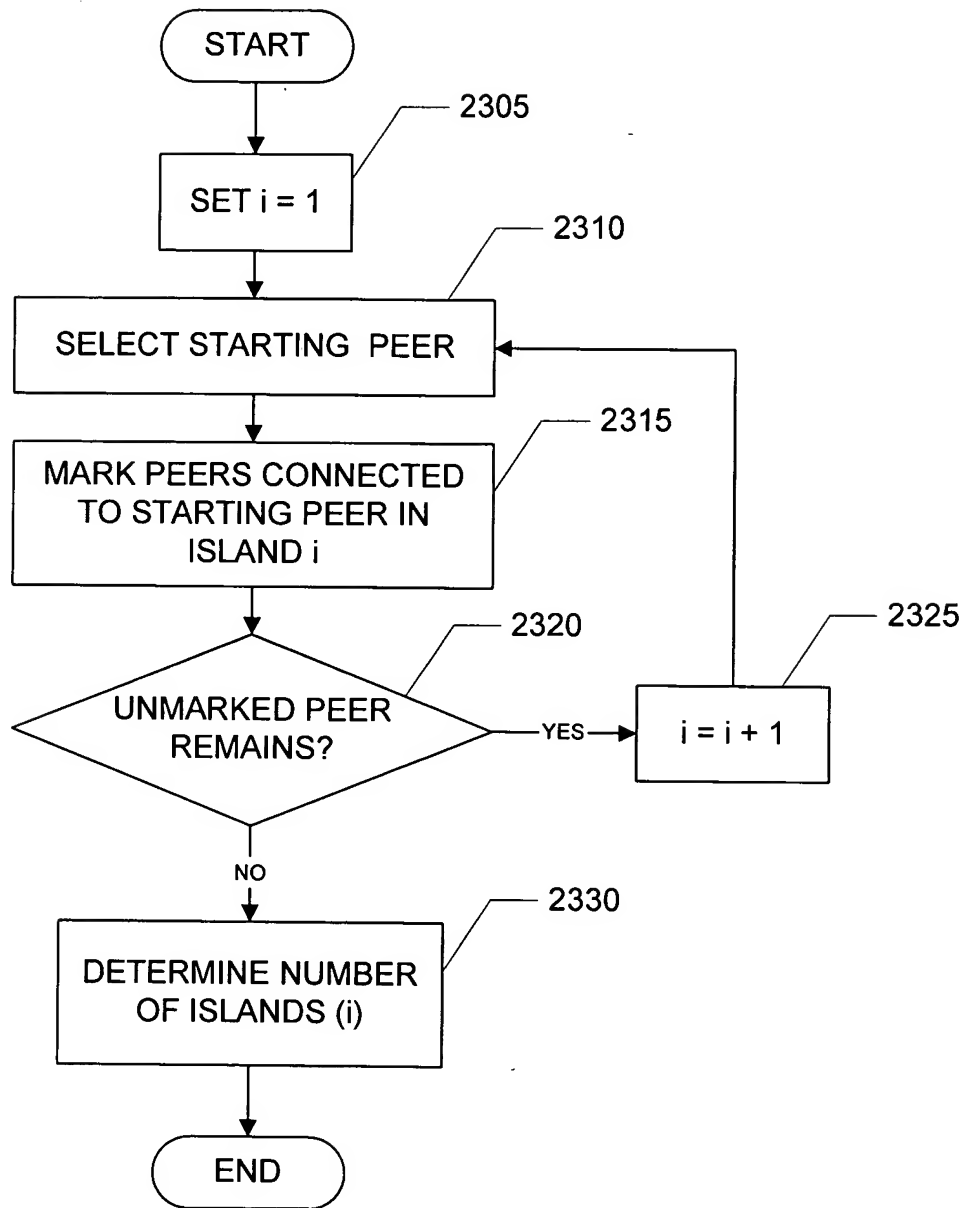 START
2305
SET i = 1
2310
SELECT STARTING PEER
2315
MARK PEERS CONNECTED
TO STARTING PEER IN
ISLAND i
2320
2325
UNMARKED PEER
REMAINS?
YES
i = i + 1
NO
2330
DETERMINE NUMBER
OF ISLANDS (i)
END